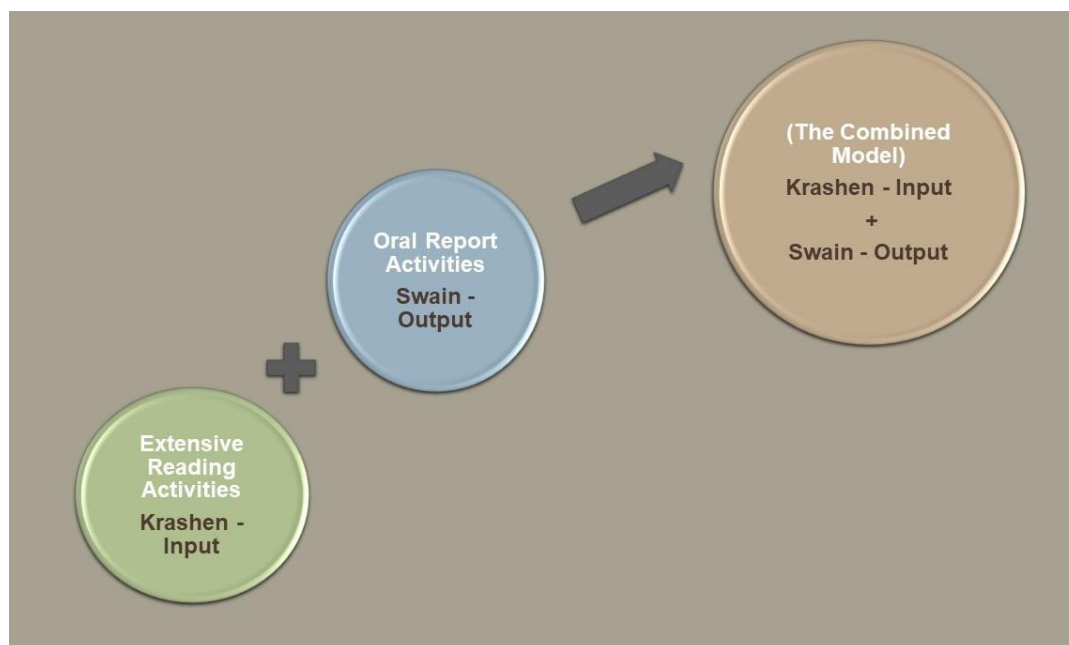 (The Combined
Model)
Krashen - Input
+
Swain - Output
Oral Report
Activities
Swain -
Output
Extensive
Reading
Activities
Krashen -
Input